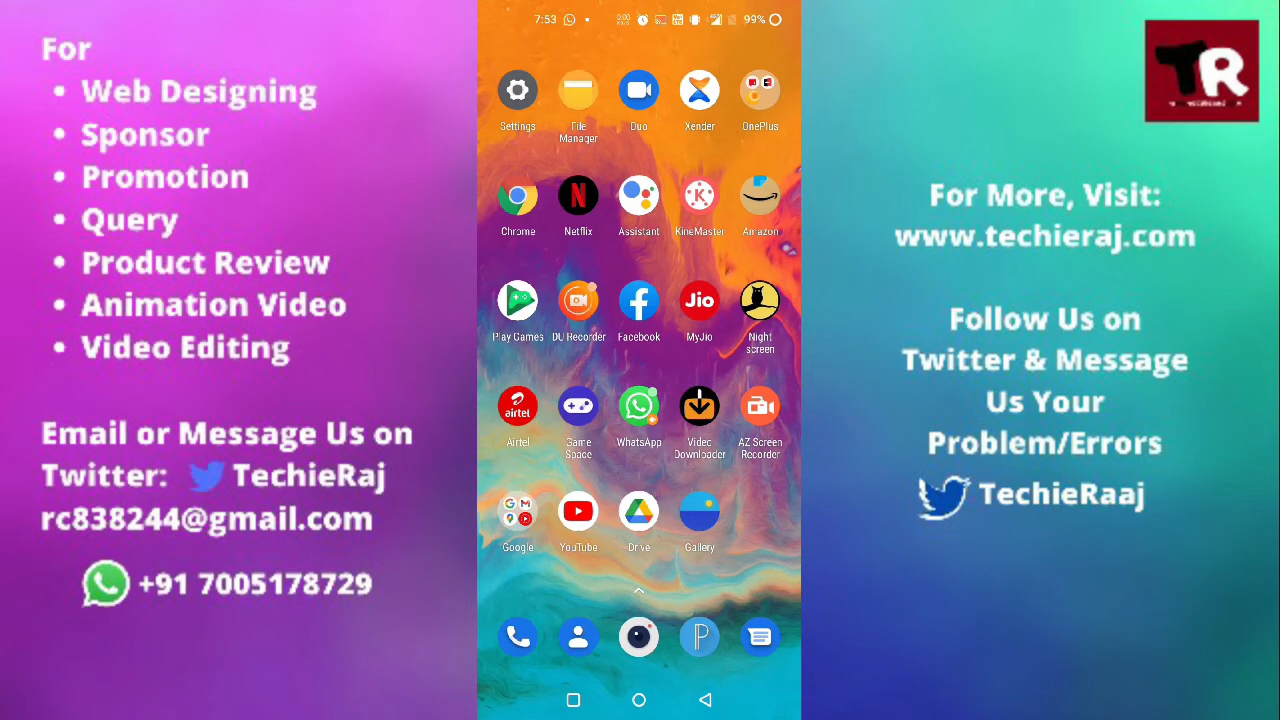 For
• Web Designing
• Sponsor
• Promotion
• Query
• Product Review
• Animation Video
• Video Editing
Email or Message Us on
Twitter: TechieRaj
rc838244@gmail.com
+91 7005178729
7:53
0.00
99%
Settings
File
Manager
Duo
Xender
OnePlus
Chrome
N
Netflix
Assistant
K
KineMaster
Amazon
Play Games
DU Recorder
Facebook
Jio
MyJio
Night
screen
airtel
Airtel
Game
Space
WhatsApp
Video
Downloader
AZ Screen
Recorder
Google
YouTube
Drive
Gallery
TR
For More, Visit:
www.techieraj.com
Follow Us on
Twitter & Message
Us Your
Problem/Errors
TechieRaaj